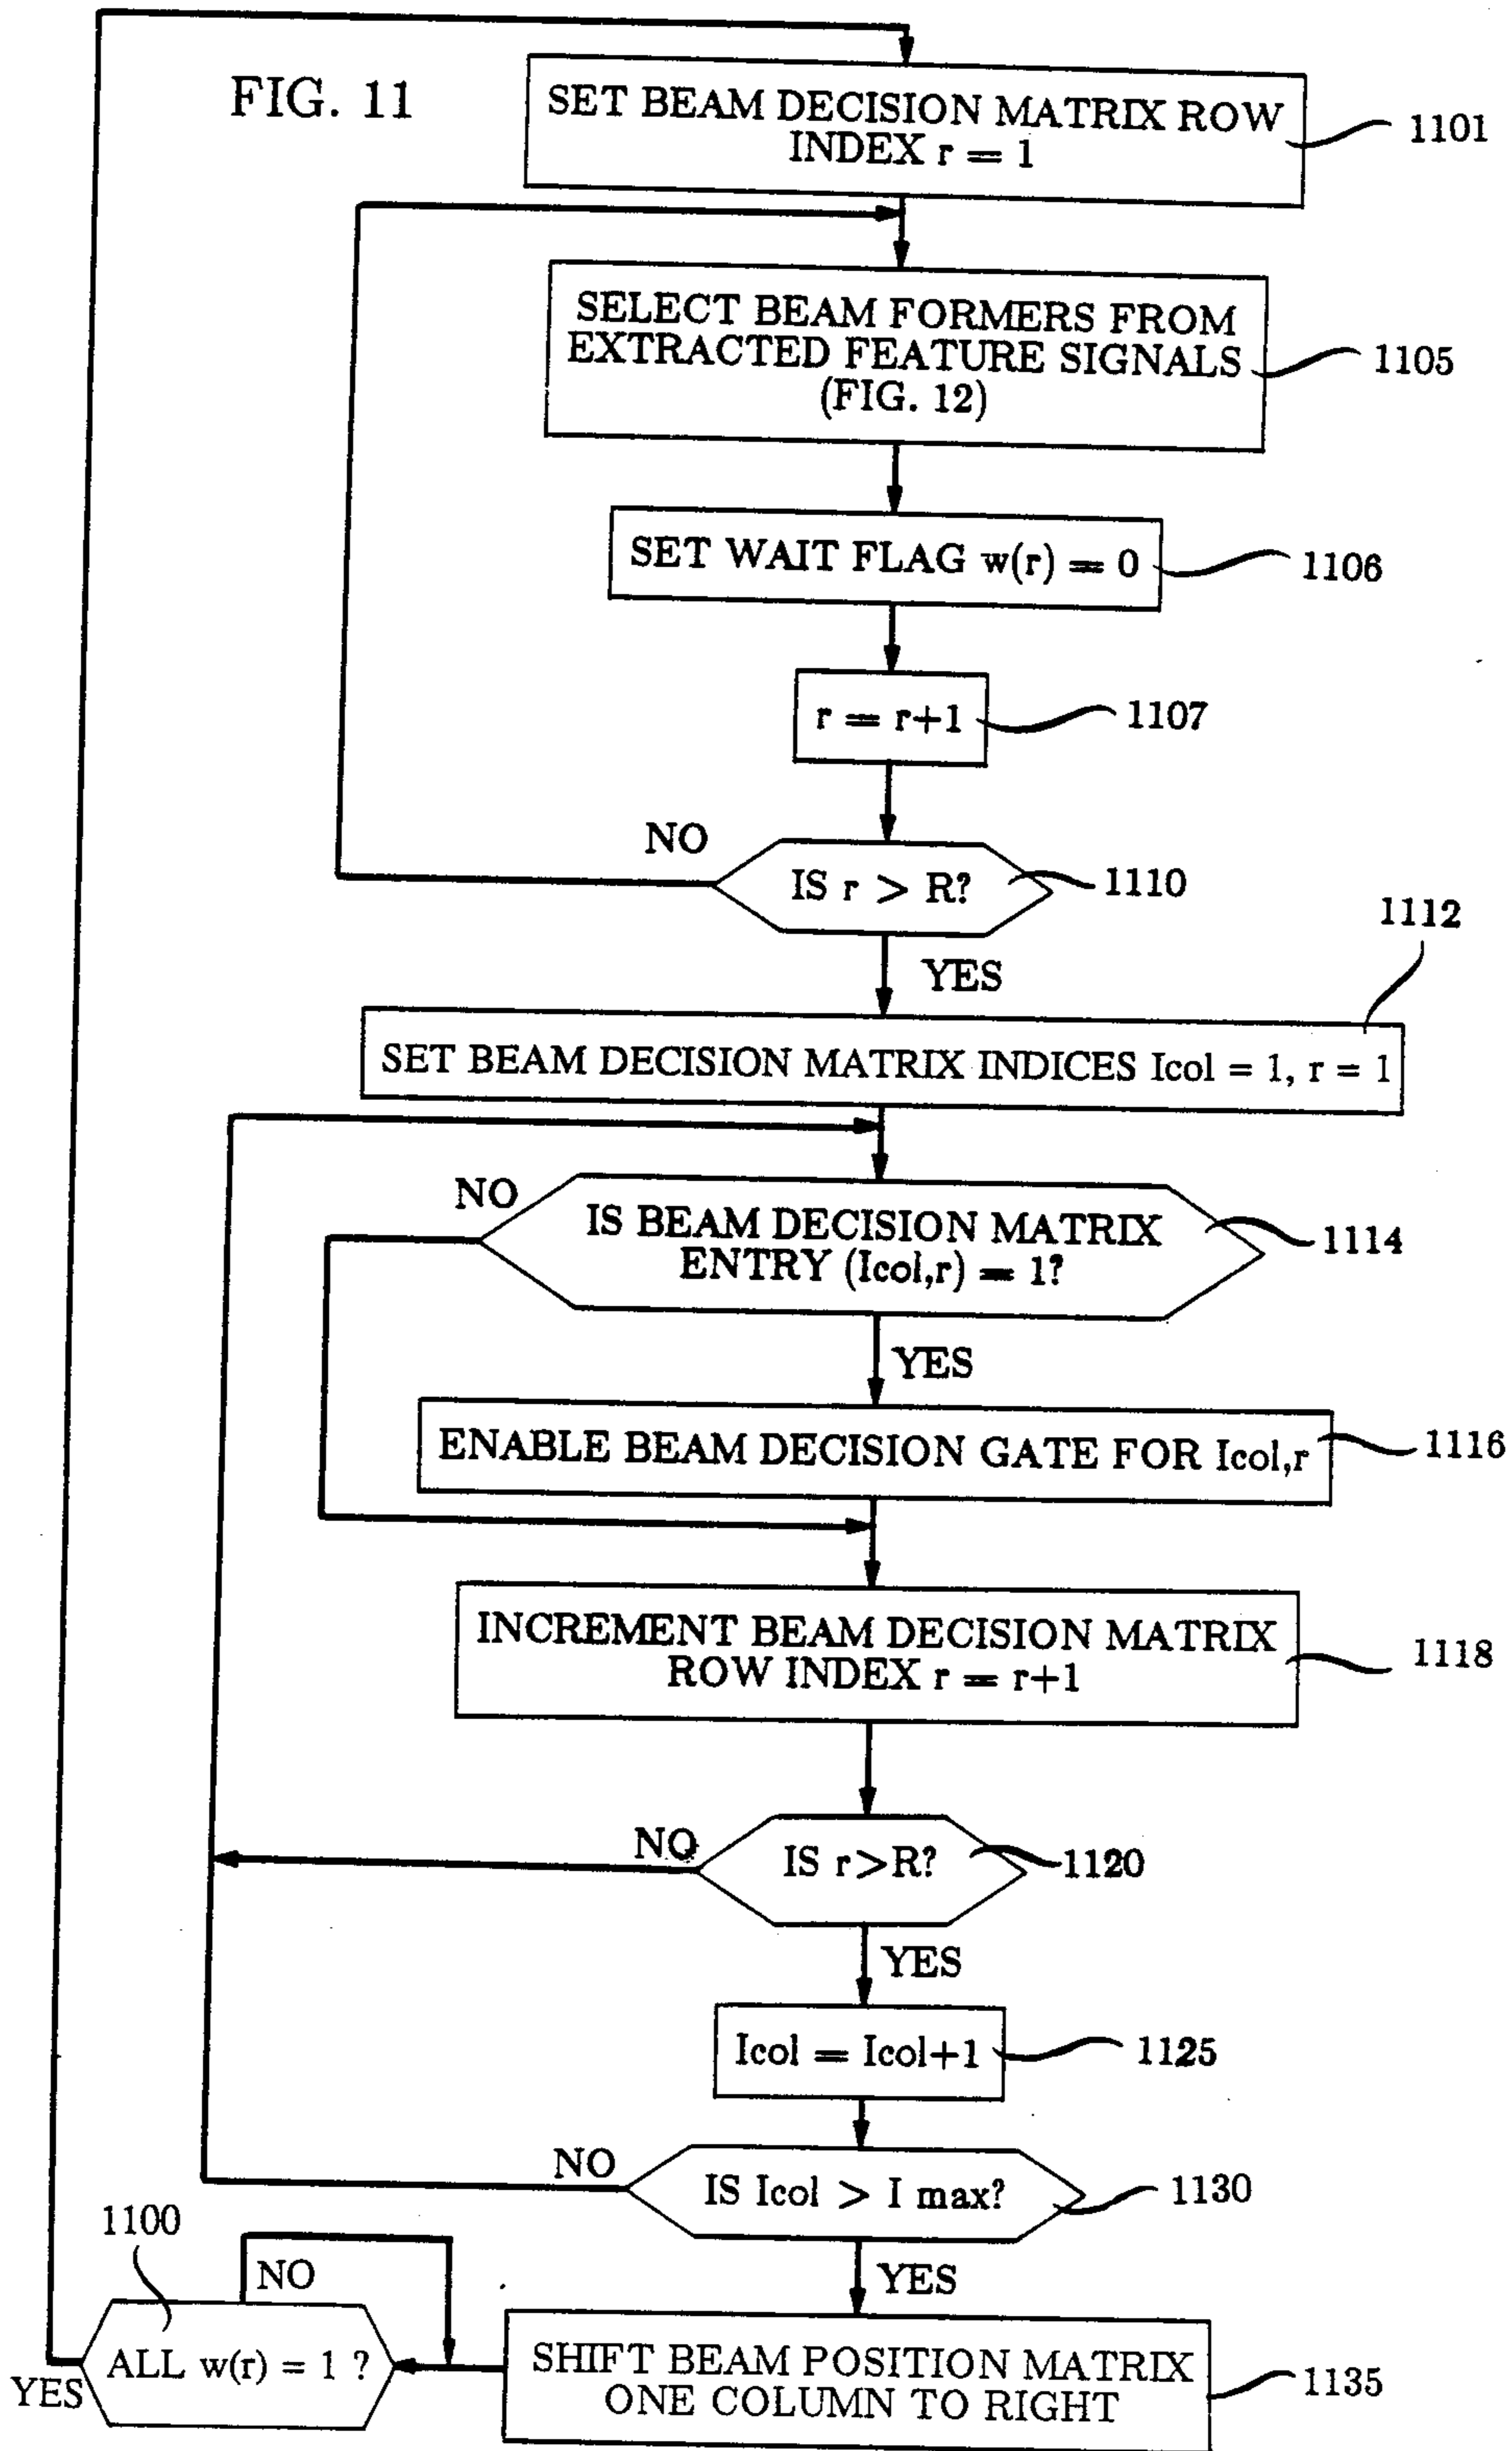 FIG. 11
SET BEAM DECISION MATRIX ROW
INDEX r = 1
1101
SELECT BEAM FORMERS FROM
EXTRACTED FEATURE SIGNALS
(FIG. 12)
1105
SET WAIT FLAG w(r) = 0
1106
r = r+1
1107
NO
IS r > R?
1110
YES
1112
SET BEAM DECISION MATRIX INDICES Icol = 1, r = 1
NO
IS BEAM DECISION MATRIX
ENTRY (Icol,r) = 1?
1114
YES
ENABLE BEAM DECISION GATE FOR Icol,r
1116
INCREMENT BEAM DECISION MATRIX
ROW INDEX r = r+1
1118
NO
IS r>R?
1120
YES
Icol = Icol+1
1125
NO
IS Icol > I max?
1130
YES
1100
NO
ALL w(r) = 1 ?
YES
SHIFT BEAM POSITION MATRIX
ONE COLUMN TO RIGHT
1135